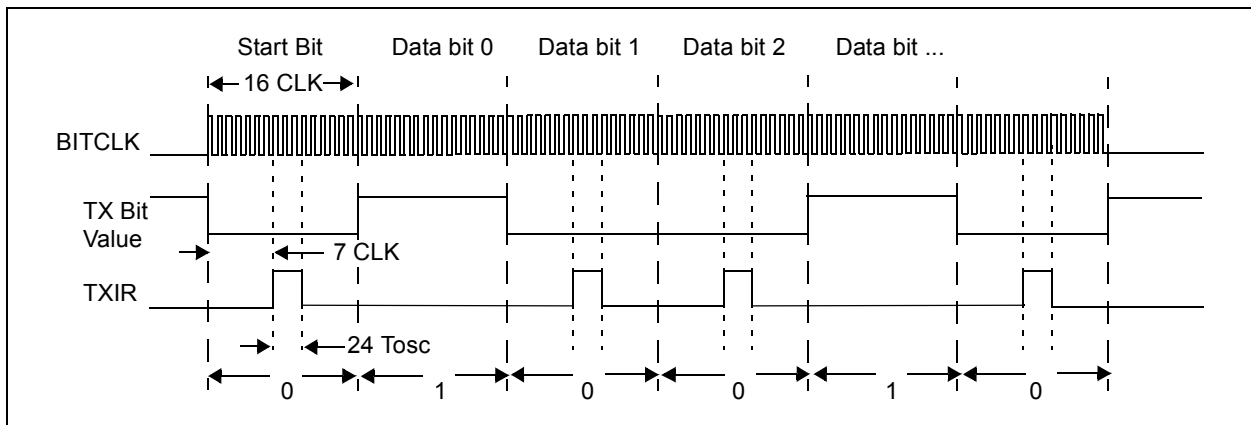 Start Bit Data bit 0 Data bit 1 Data bit 2 Data bit ...
16 CLK
BITCLK
TX Bit
Value
7 CLK
TXIR
24 Tosc
0 1 0 0 1 0